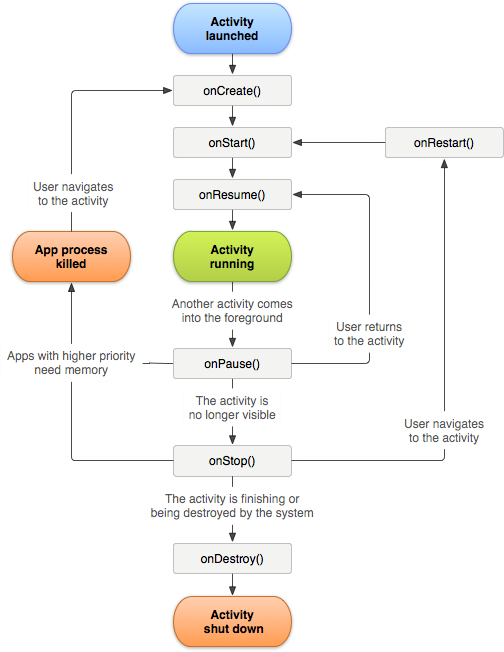 Activity
launched
onCreate()
onStart()
onRestart()
User navigates
to the activity
onResume()
App process
killed
Activity
running
Another activity comes
into the foreground
User returns
to the activity
Apps with higher priority
need memory
onPause()
The activity is
no longer visible
User navigates
to the activity
onStop()
The activity is finishing or
being destroyed by the system
onDestroy()
Activity
shut down